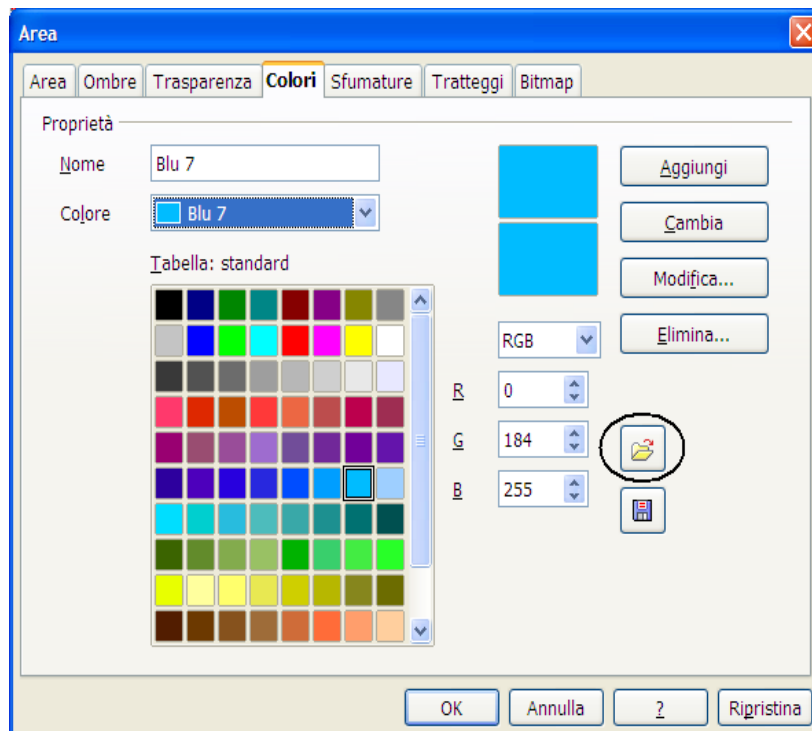 Area
Area Ombre Trasparenza Colori Sfumature Tratteggi Bitmap
Proprietà
Nome Blu 7 Aggiungi
Colore Blu 7 Cambia
Tabella: standard Modifica...
RGB Elimina...
R 0
G 184
B 255
OK Annulla ? Ripristina